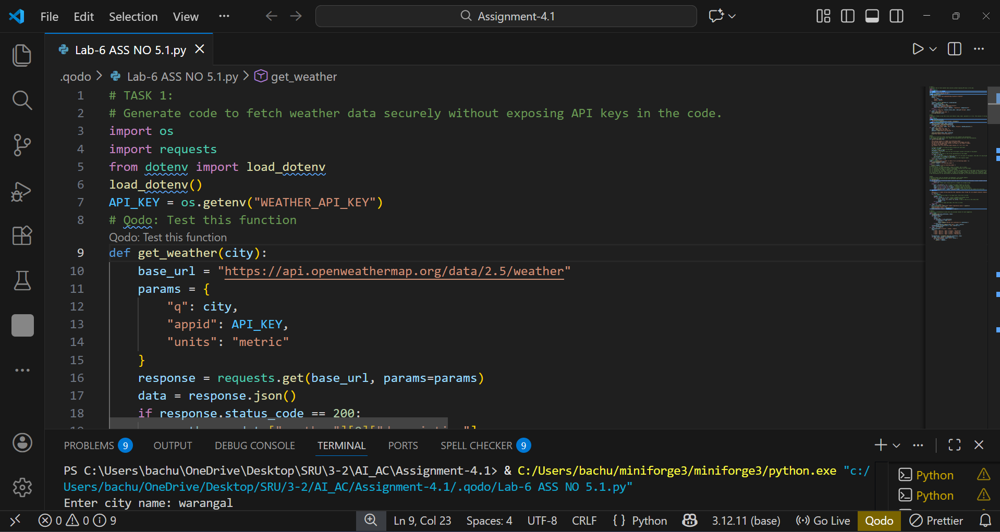 File Edit Selection View ··· Assignment-4.1
Lab-6 ASS NO 5.1.py
.qodo > Lab-6 ASS NO 5.1.py > get_weather
1 # TASK 1:
2 # Generate code to fetch weather data securely without exposing API keys in the code.
3 import os
4 import requests
5 from dotenv import load_dotenv
6 load_dotenv()
7 API_KEY = os.getenv("WEATHER_API_KEY")
8 # Qodo: Test this function
Qodo: Test this function
9 def get_weather(city):
10 base_url = "https://api.openweathermap.org/data/2.5/weather"
11 params = {
12 "q": city,
13 "appid": API_KEY,
14 "units": "metric"
15 }
16 response = requests.get(base_url, params=params)
17 data = response.json()
18 if response.status_code == 200:
PROBLEMS 9 OUTPUT DEBUG CONSOLE TERMINAL PORTS SPELL CHECKER 9
PS C:\Users\bachu\OneDrive\Desktop\SRU\3-2\AI_AC\Assignment-4.1> & C:/Users/bachu/miniforge3/miniforge3/python.exe "c:/
Users/bachu/OneDrive/Desktop/SRU/3-2/AI_AC/Assignment-4.1/.qodo/Lab-6 ASS NO 5.1.py"
Enter city name: warangal
Python
Python
0 0 9 Ln 9, Col 23 Spaces: 4 UTF-8 CRLF {} Python 3.12.11 (base) Go Live Qodo Prettier